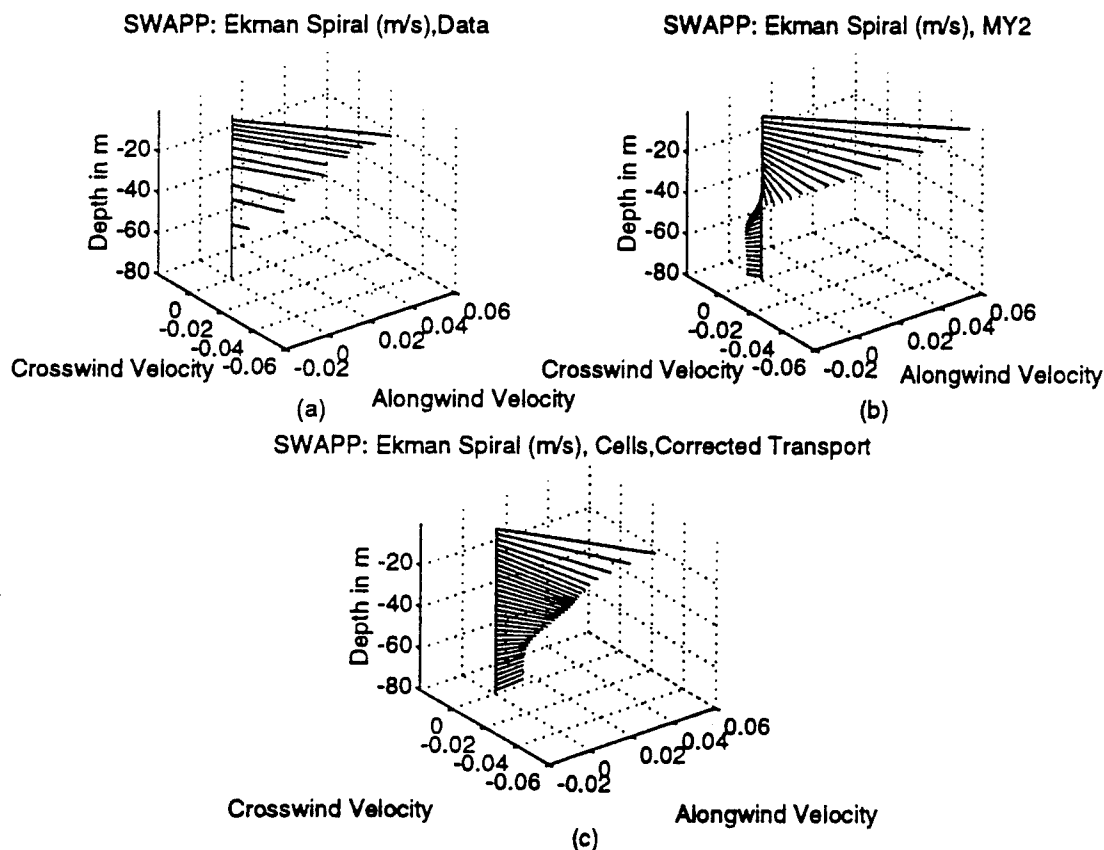 SWAPP: Ekman Spiral (m/s),Data
Depth in m
-20
-40
-60
-80
0
-0.02
-0.04
-0.06
-0.02
0
0.02
0.04
0.06
Crosswind Velocity
Alongwind Velocity
(a)
SWAPP: Ekman Spiral (m/s), MY2
Depth in m
-20
-40
-60
-80
0
-0.02
-0.04
-0.06
-0.02
0
0.02
0.04
0.06
Crosswind Velocity
Alongwind Velocity
(b)
SWAPP: Ekman Spiral (m/s), Cells,Corrected Transport
Depth in m
-20
-40
-60
-80
0
-0.02
-0.04
-0.06
-0.02
0
0.02
0.04
0.06
Crosswind Velocity
Alongwind Velocity
(c)